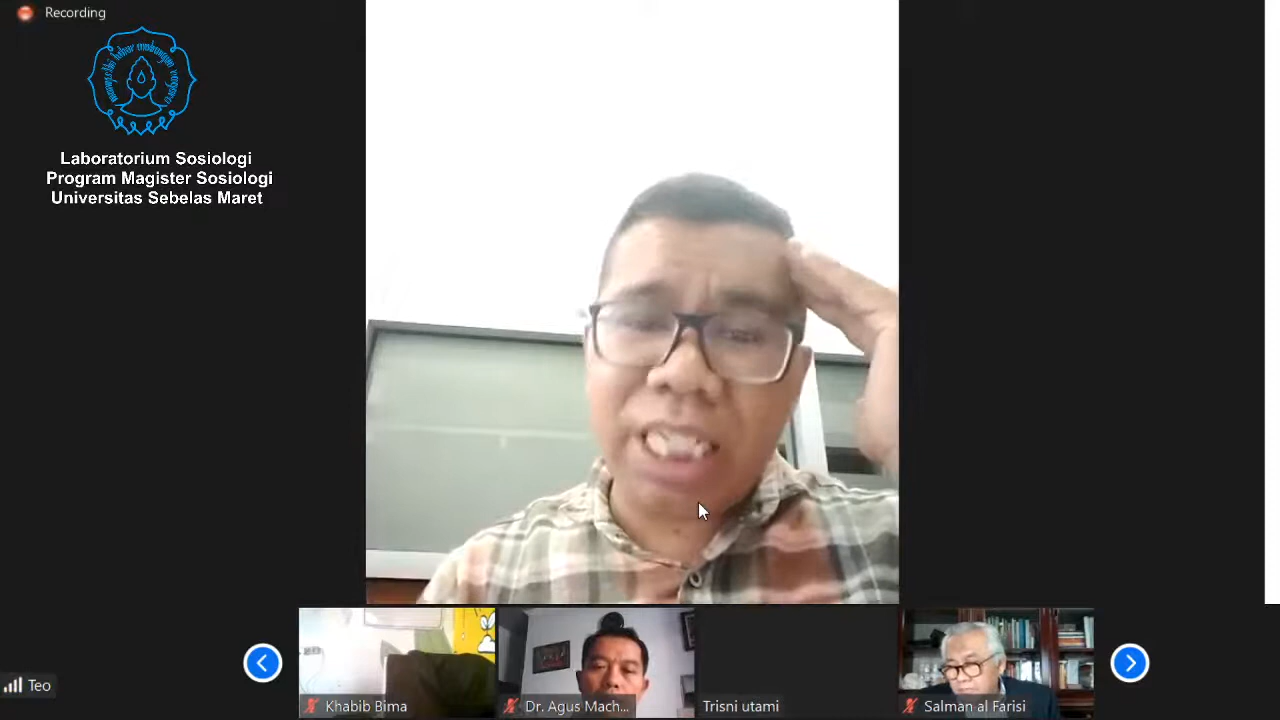 Recording
Laboratorium Sosiologi
Program Magister Sosiologi
Universitas Sebelas Maret
Teo
Khabib Bima
Dr. Agus Mach...
Trisni utami
Salman al Farisi